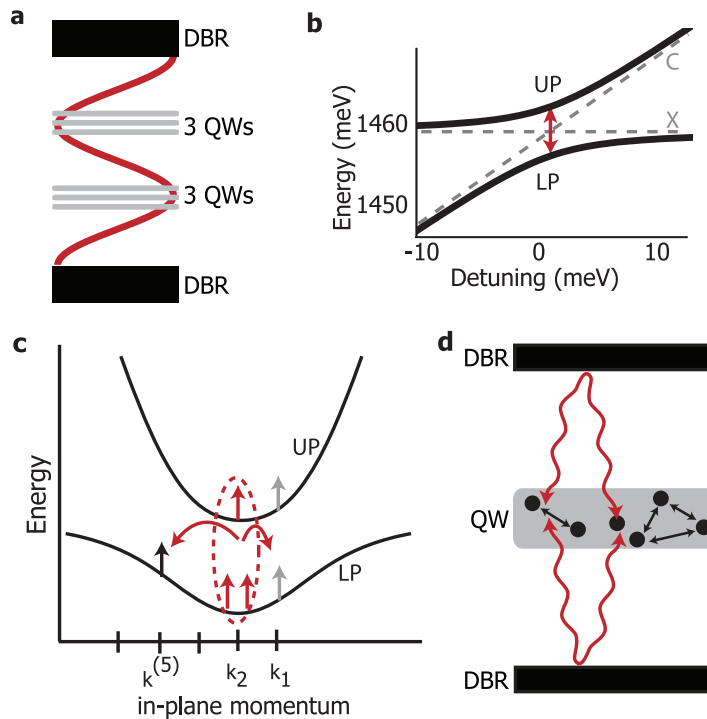 a
DBR
3 QWs
3 QWs
DBR
b
Energy (meV)
1460
1450
UP
LP
C
X
-10
0
10
Detuning (meV)
c
Energy
UP
LP
k(5)
k2
k1
in-plane momentum
d
DBR
QW
DBR